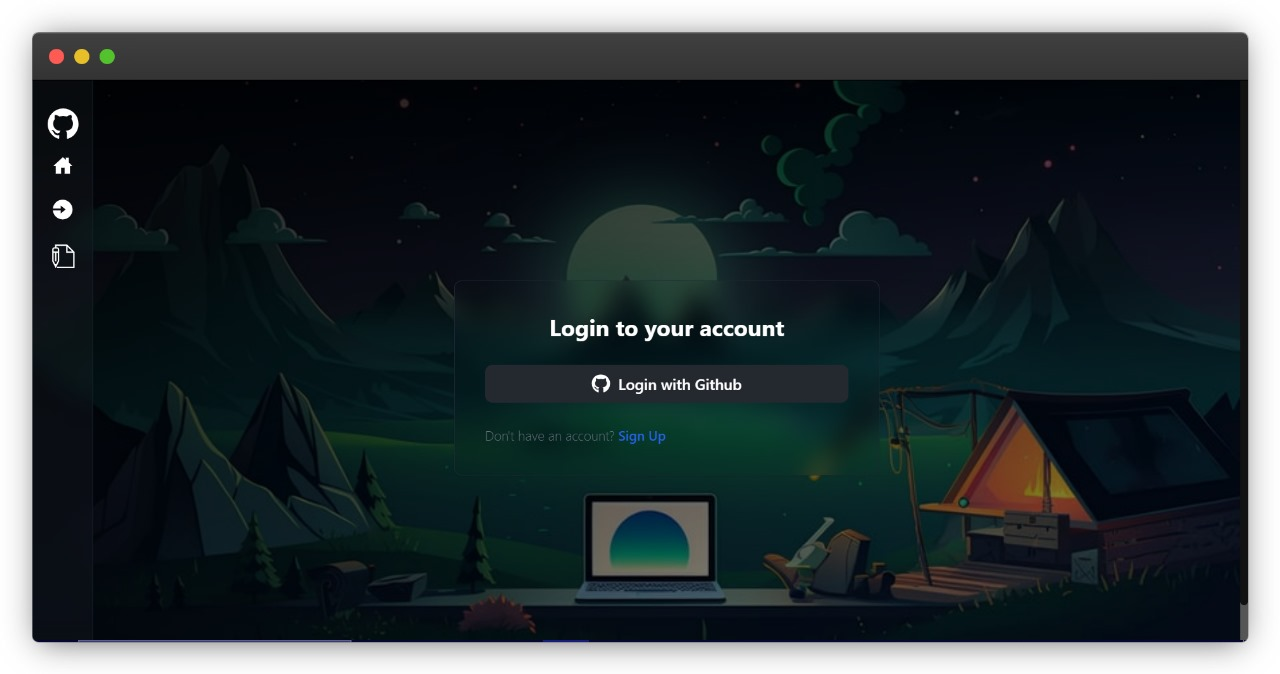 Login to your account
Login with Github
Don't have an account? Sign Up